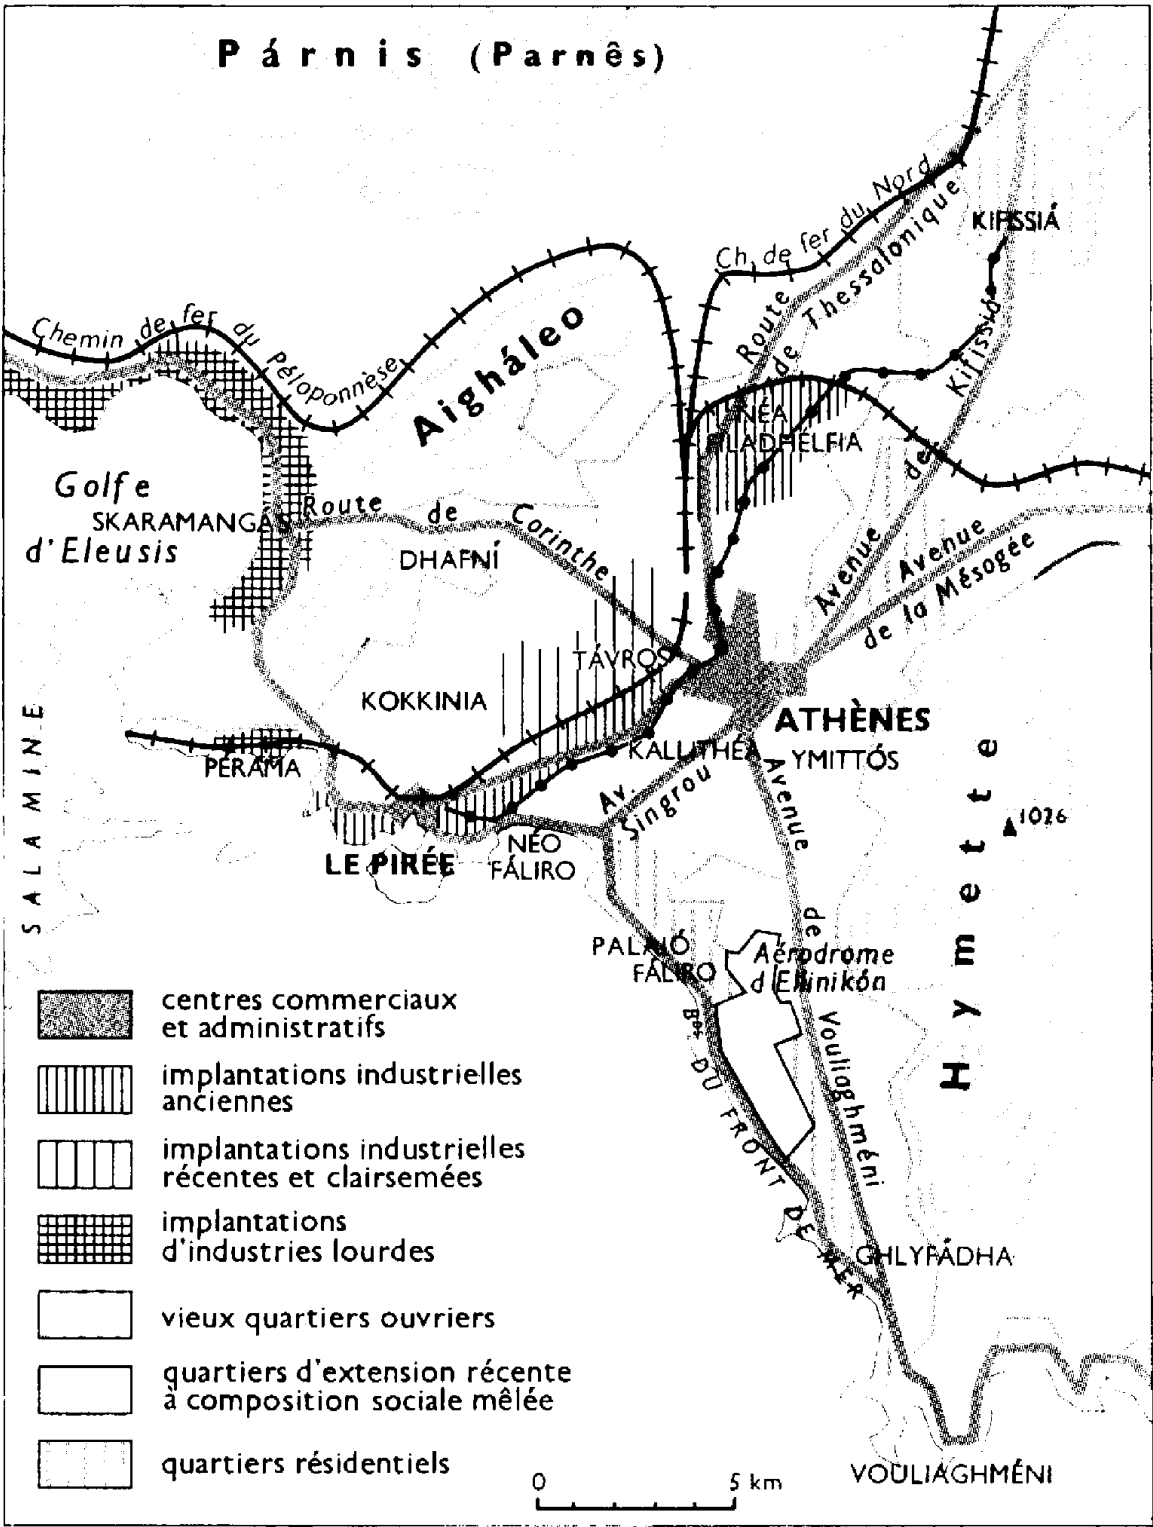 Párnis (Parnês)
Ch. de fer du Nord
Route de Thessalonique
KIFISSIÁ
Chemin de fer du Péloponnèse
Aigháleo
Avenue de Kifissiá
NÉA
FILADHÉLFIA
Golfe
d'Eleusis
SKARAMANGÁS
Route de Corinthe
DHAFNÍ
Avenue
de la Mésogée
TÁVROS
KOKKINIA
ATHÈNES
SALAMINE
PÉRAMA
KALLITHÉA
YMITTÓS
Av.
Singrou
Avenue de Vouliaghméni
Hymette
1026
LE PIRÉE
NÉO
FÁLIRO
PALAIÓ
FÁLIRO
Aérodrome
d'Ellinikón
Bds DU FRONT DE MER
GHLYFÁDHA
VOULIAGHMÉNI
centres commerciaux
et administratifs
implantations industrielles
anciennes
implantations industrielles
récentes et clairsemées
implantations
d'industries lourdes
vieux quartiers ouvriers
quartiers d'extension récente
à composition sociale mêlée
quartiers résidentiels
0 5 km